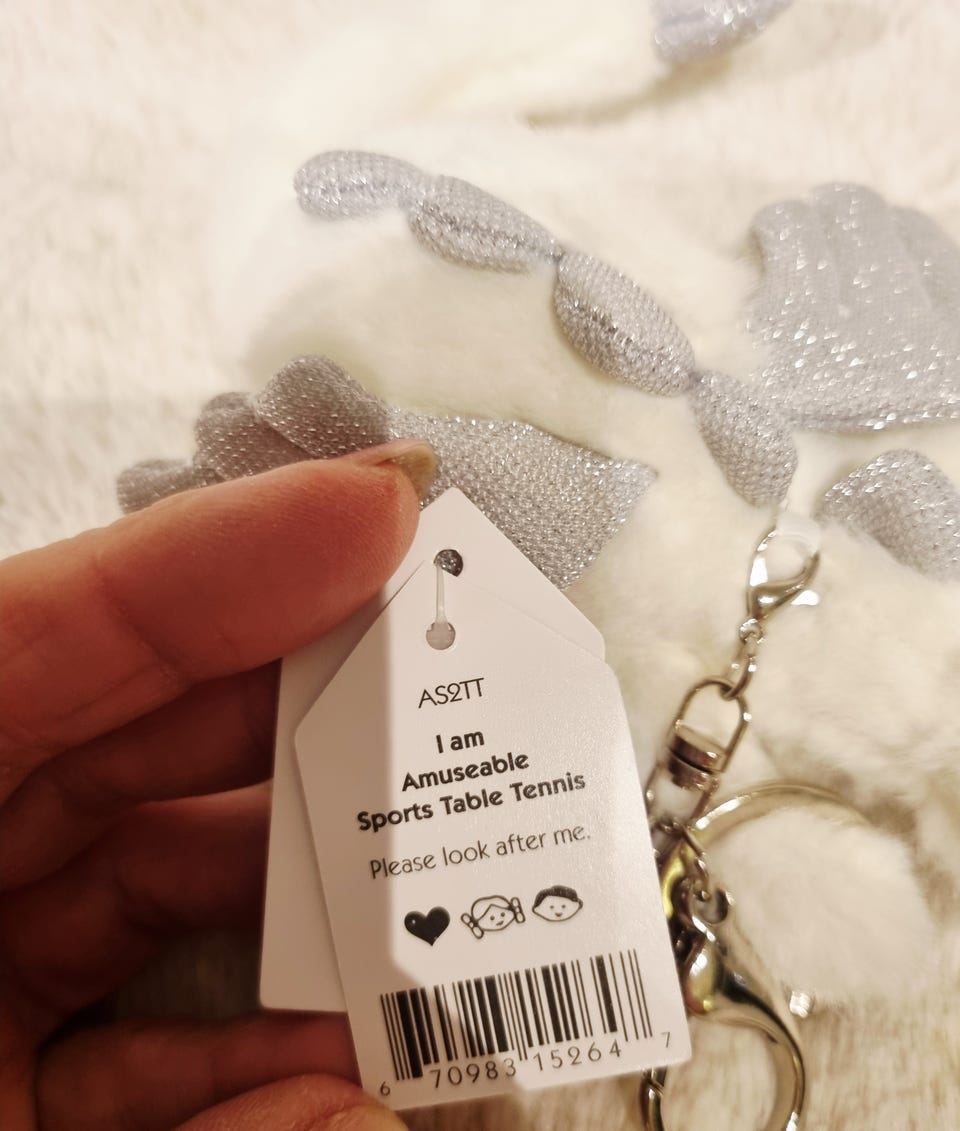 AS2TT
I am
Amuseable
Sports Table Tennis
Please look after me.
6 70983 15264 7